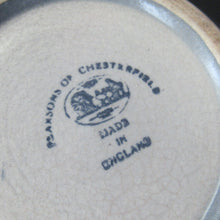 PEARSONS OF CHESTERFIELD
MADE
IN
ENGLAND